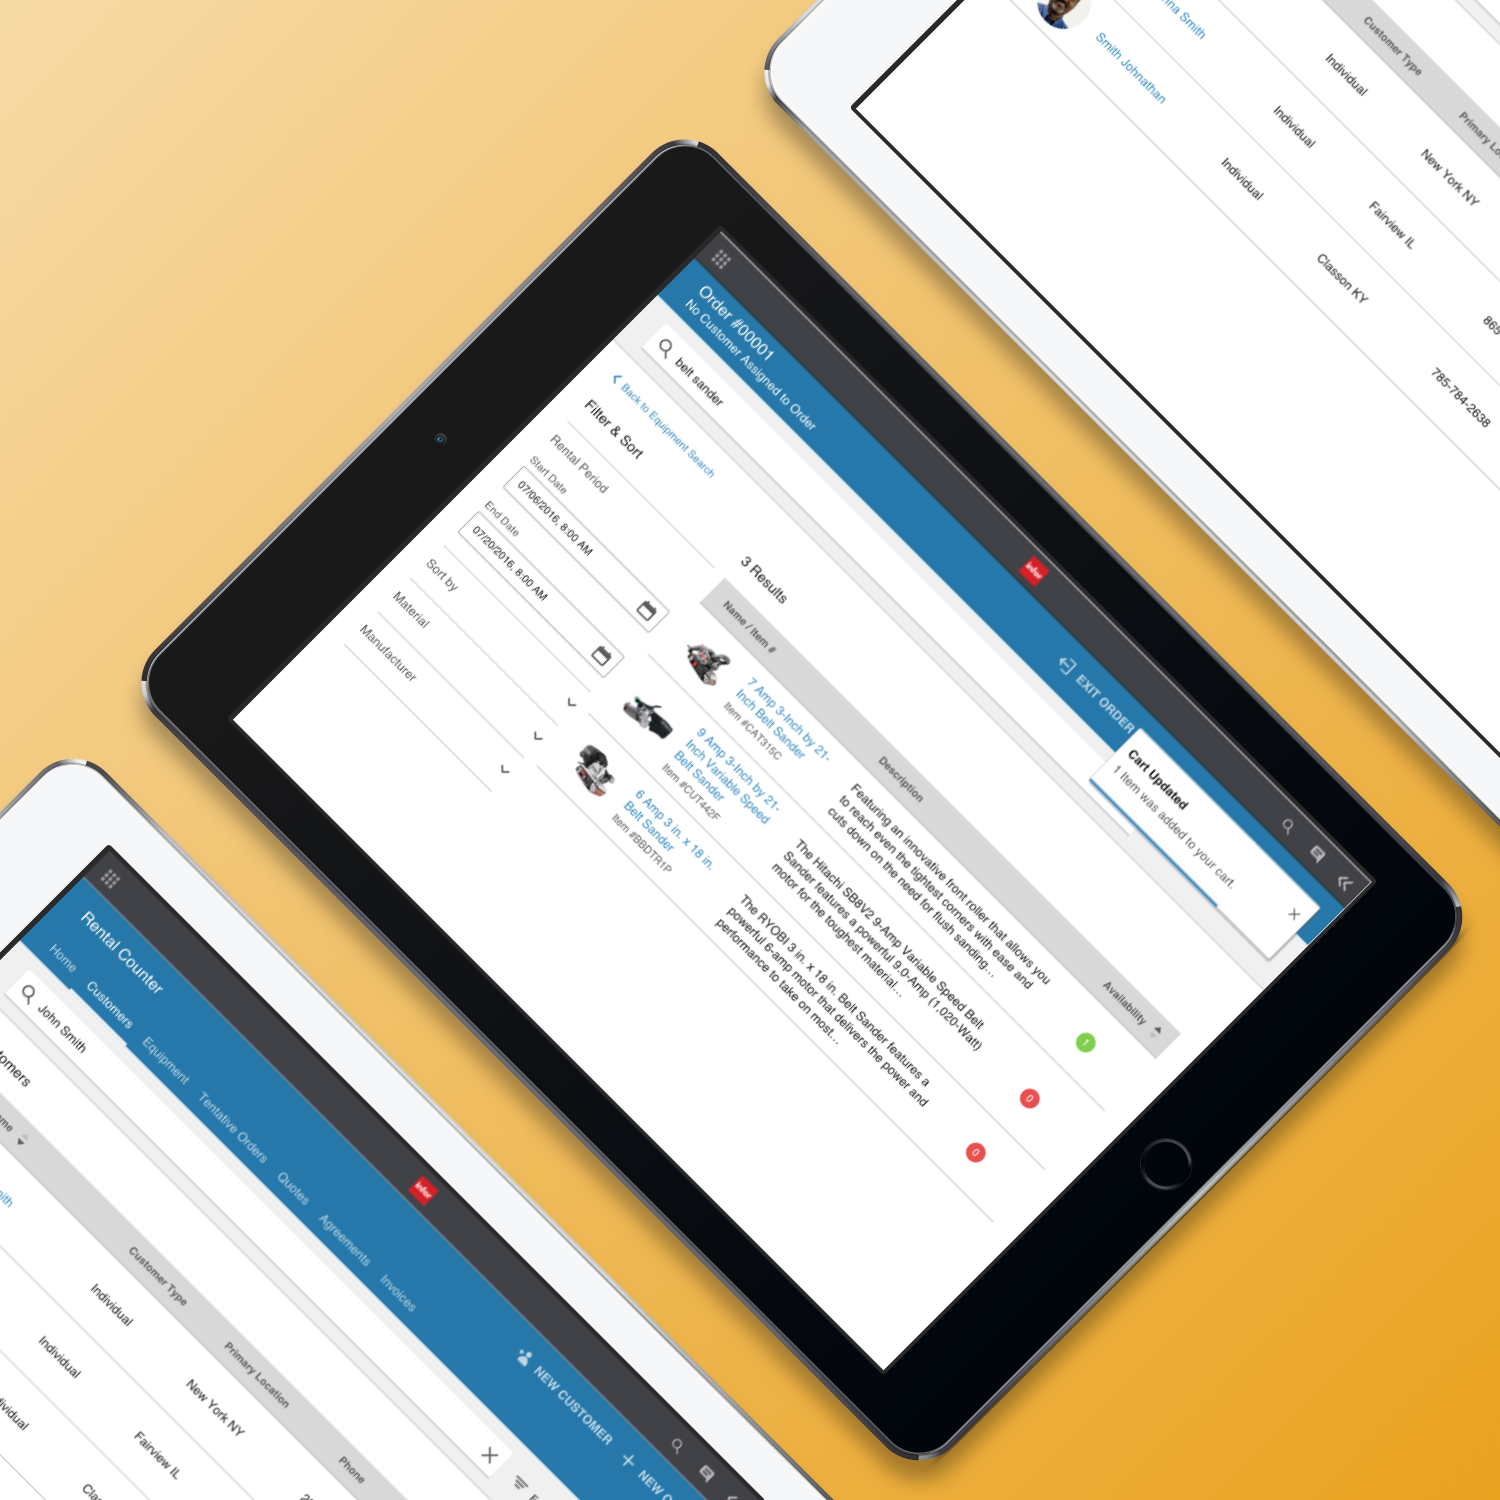 nna Smith
Smith Johnathan
Customer Type
Primary Lo
Individual
Individual
Individual
New York NY
Fairview IL
Classon KY
865
785-784-2638
Order #00001
No Customer Assigned to Order
infor
EXIT ORDER
belt sander
Cart Updated
1 Item was added to your cart.
Back to Equipment Search
Filter & Sort
Rental Period
Start Date
07/06/2016, 8:00 AM
End Date
07/20/2016, 8:00 AM
Sort by
Material
Manufacturer
3 Results
Name / Item #
Description
Availability
7 Amp 3-Inch by 21-
Inch Belt Sander
Item #CAT315C
Featuring an innovative front roller that allows you
to reach even the tightest corners with ease and
cuts down on the need for flush sanding...
1
9 Amp 3-Inch by 21-
Inch Variable Speed
Belt Sander
Item #CUT442F
The Hitachi SB8V2 9-Amp Variable Speed Belt
Sander features a powerful 9.0-Amp (1,020-Watt)
motor for the toughest material...
0
6 Amp 3 in. x 18 in.
Belt Sander
Item #BBDTR1P
The RYOBI 3 in. x 18 in. Belt Sander features a
powerful 6-amp motor that delivers the power and
performance to take on most...
0
infor
Rental Counter
Home
Customers
Equipment
Tentative Orders
Quotes
Agreements
Invoices
NEW CUSTOMER
NEW
John Smith
tomers
me
Customer Type
Primary Location
Phone
ith
Individual
New York NY
Individual
Fairview IL
ividual
Clas